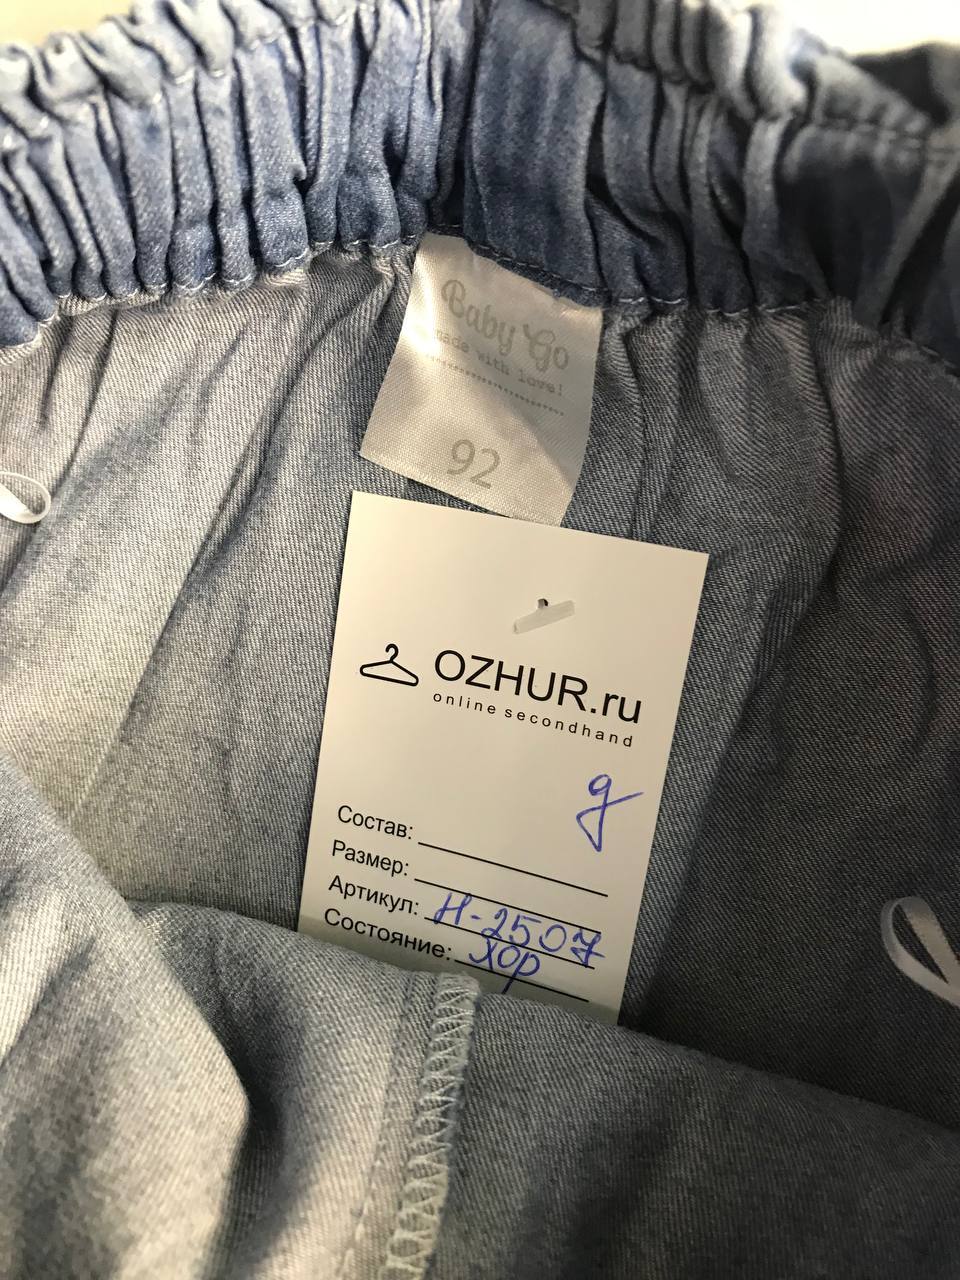 Baby Go
made with love!
92
OZHUR.ru
online secondhand
g
Состав:
Размер:
Артикул: H-2507
Состояние: хор